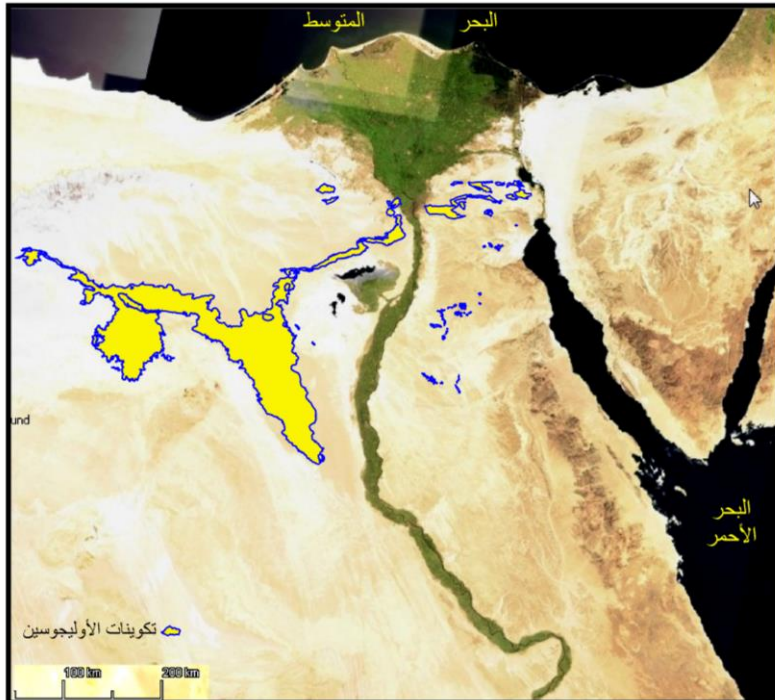 البحر المتوسط
البحر
الأحمر
und
تكوينات الأوليجوسين
100 km 200 km